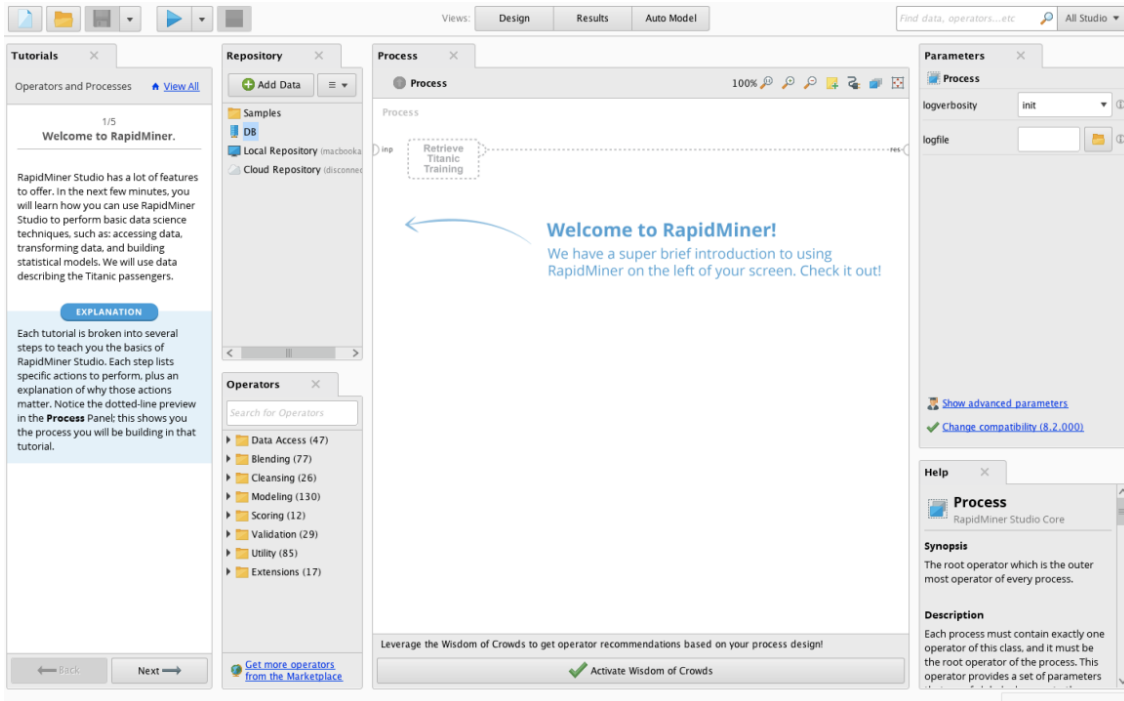 Views: Design Results Auto Model
Find data, operators...etc
All Studio
Tutorials
Operators and Processes View All
1/5
Welcome to RapidMiner.
RapidMiner Studio has a lot of features
to offer. In the next few minutes, you
will learn how you can use RapidMiner
Studio to perform basic data science
techniques, such as: accessing data,
transforming data, and building
statistical models. We will use data
describing the Titanic passengers.
EXPLANATION
Each tutorial is broken into several
steps to teach you the basics of
RapidMiner Studio. Each step lists
specific actions to perform, plus an
explanation of why those actions
matter. Notice the dotted-line preview
in the Process Panel; this shows you
the process you will be building in that
tutorial.
Back
Next
Repository
Add Data
Samples
DB
Local Repository (macbooka
Cloud Repository (disconnec
Operators
Search for Operators
Data Access (47)
Blending (77)
Cleansing (26)
Modeling (130)
Scoring (12)
Validation (29)
Utility (85)
Extensions (17)
Get more operators
from the Marketplace
Process
Process
100%
Process
inp
Retrieve
Titanic
Training
res
Welcome to RapidMiner!
We have a super brief introduction to using
RapidMiner on the left of your screen. Check it out!
Leverage the Wisdom of Crowds to get operator recommendations based on your process design!
Activate Wisdom of Crowds
Parameters
Process
logverbosity init
logfile
Show advanced parameters
Change compatibility (8.2.000)
Help
Process
RapidMiner Studio Core
Synopsis
The root operator which is the outer
most operator of every process.
Description
Each process must contain exactly one
operator of this class, and it must be
the root operator of the process. This
operator provides a set of parameters